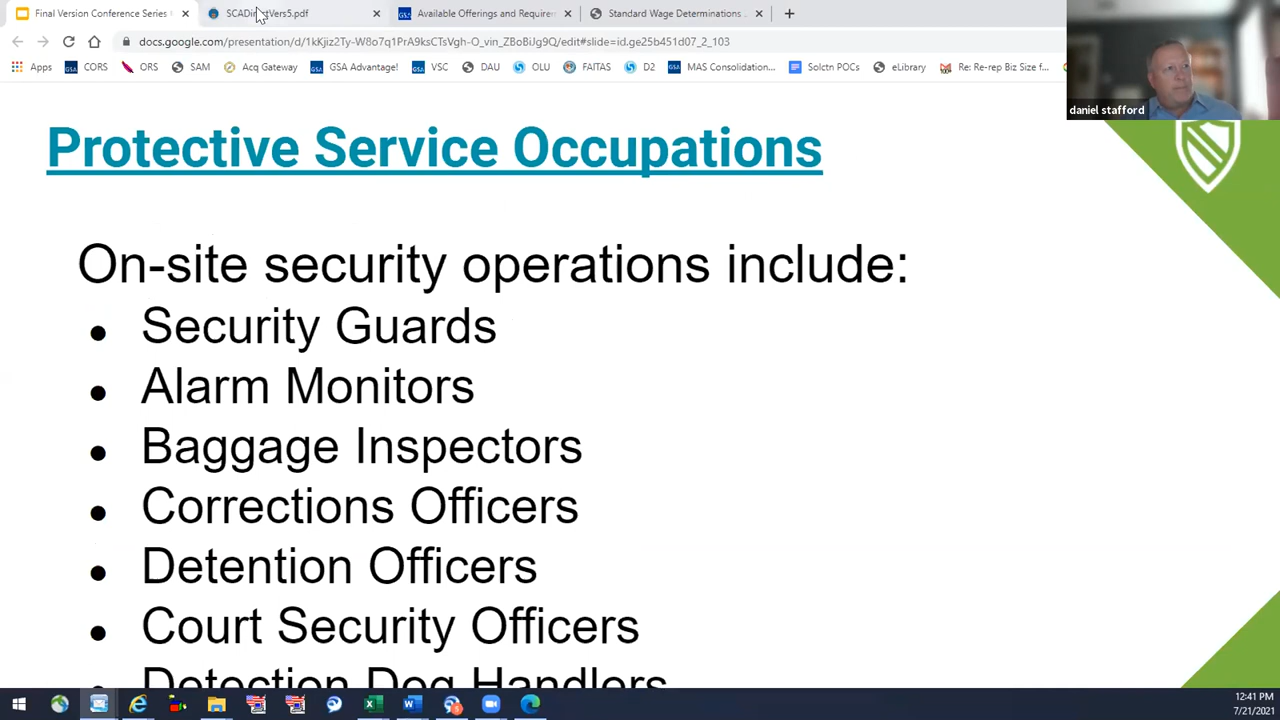 Final Version Conference Series
SCADirectVers5.pdf
Available Offerings and Requirem
Standard Wage Determinations
docs.google.com/presentation/d/1kKjiz2Ty-W8o7q1PrA9ksCTsVgh-O_vin_ZBoBiJg9Q/edit#slide=id.ge25b451d07_2_103
Apps CORS ORS SAM Acq Gateway GSA Advantage! VSC DAU OLU FAITAS D2 MAS Consolidation... Solctn POCs eLibrary Re: Re-rep Biz Size f...
daniel stafford
Protective Service Occupations
On-site security operations include:
● Security Guards
● Alarm Monitors
● Baggage Inspectors
● Corrections Officers
● Detention Officers
● Court Security Officers
● Detection Dog Handlers
12:41 PM
7/21/2021